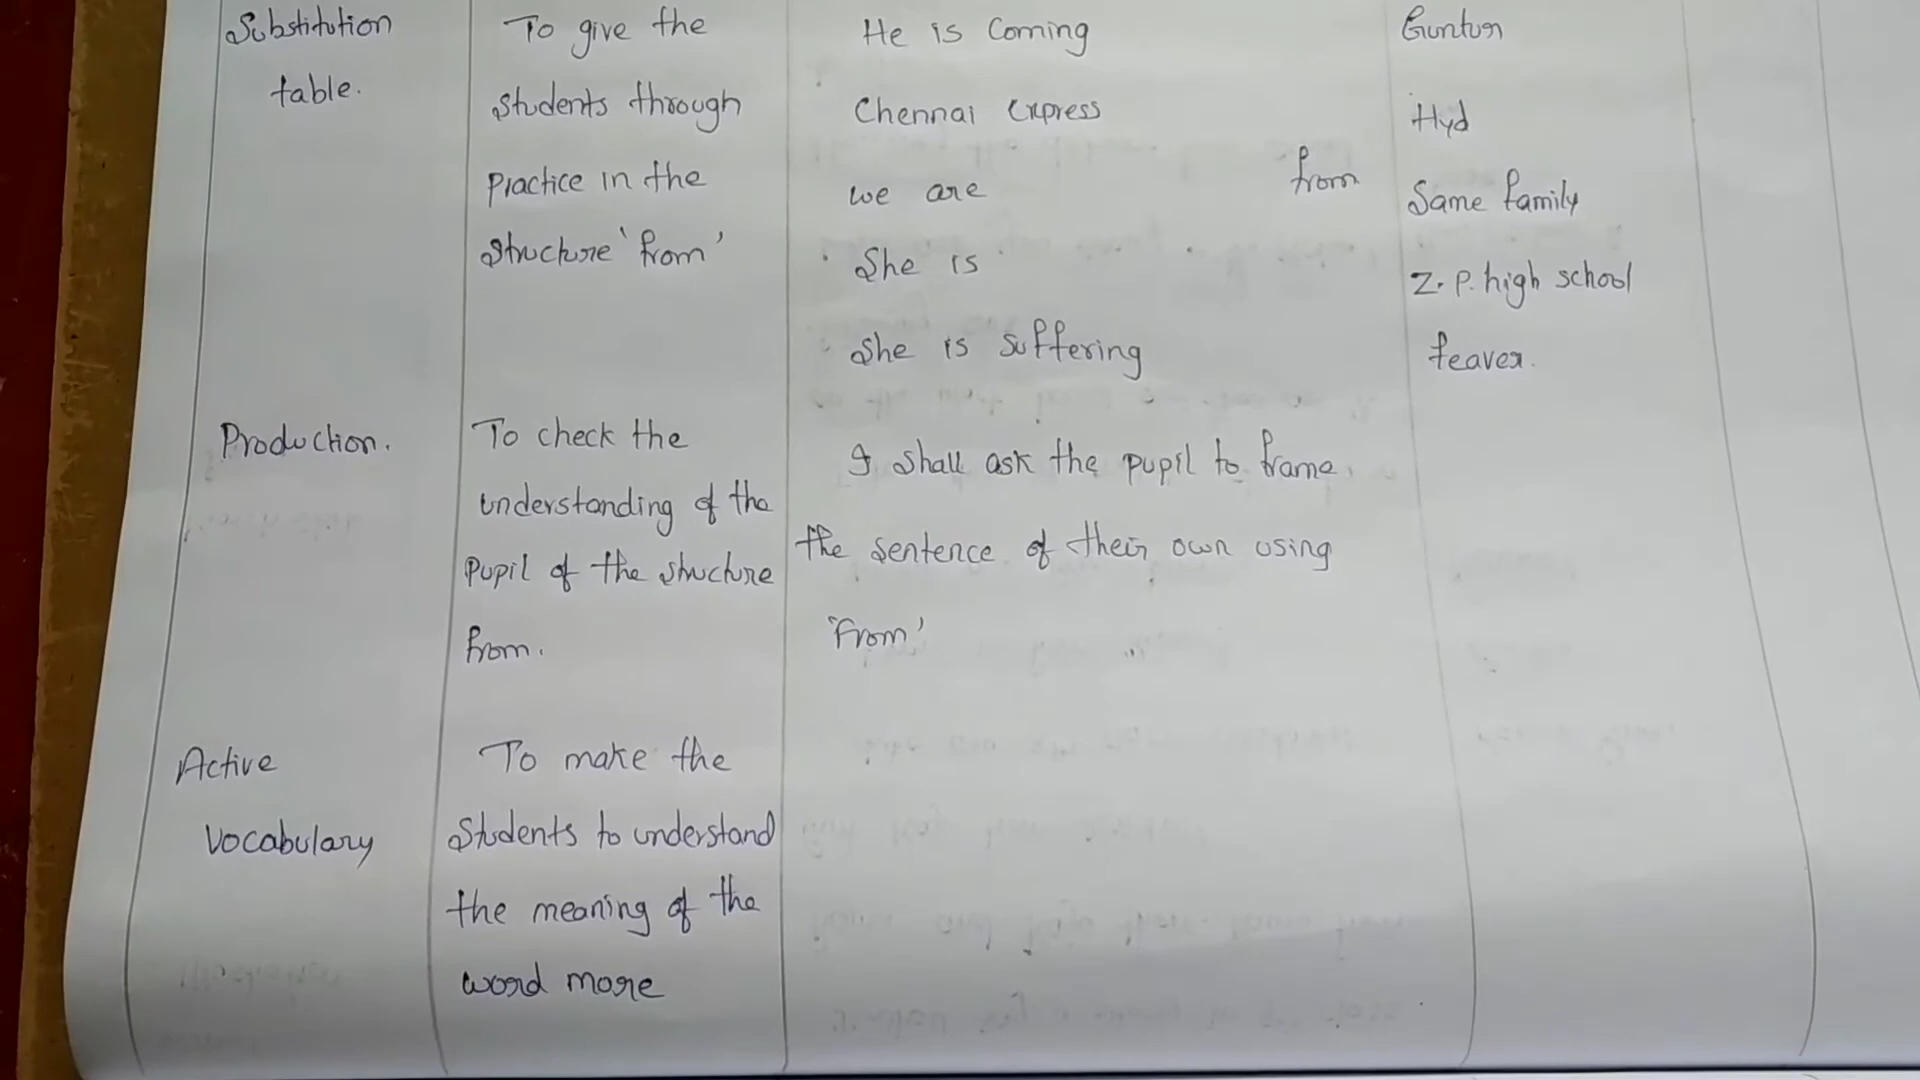 Substitution
table.
To give the
students through
practice in the
structure 'from'
He is Coming
Chennai Express
we are
She is
She is suffering
from
Guntur
Hyd
Same family
Z. P. high school
feaver.
Production.
To check the
understanding of the
pupil of the structure
from.
I shall ask the pupil to frame
the sentence of their own using
'From'
Active
Vocabulary
To make the
Students to understand
the meaning of the
word more